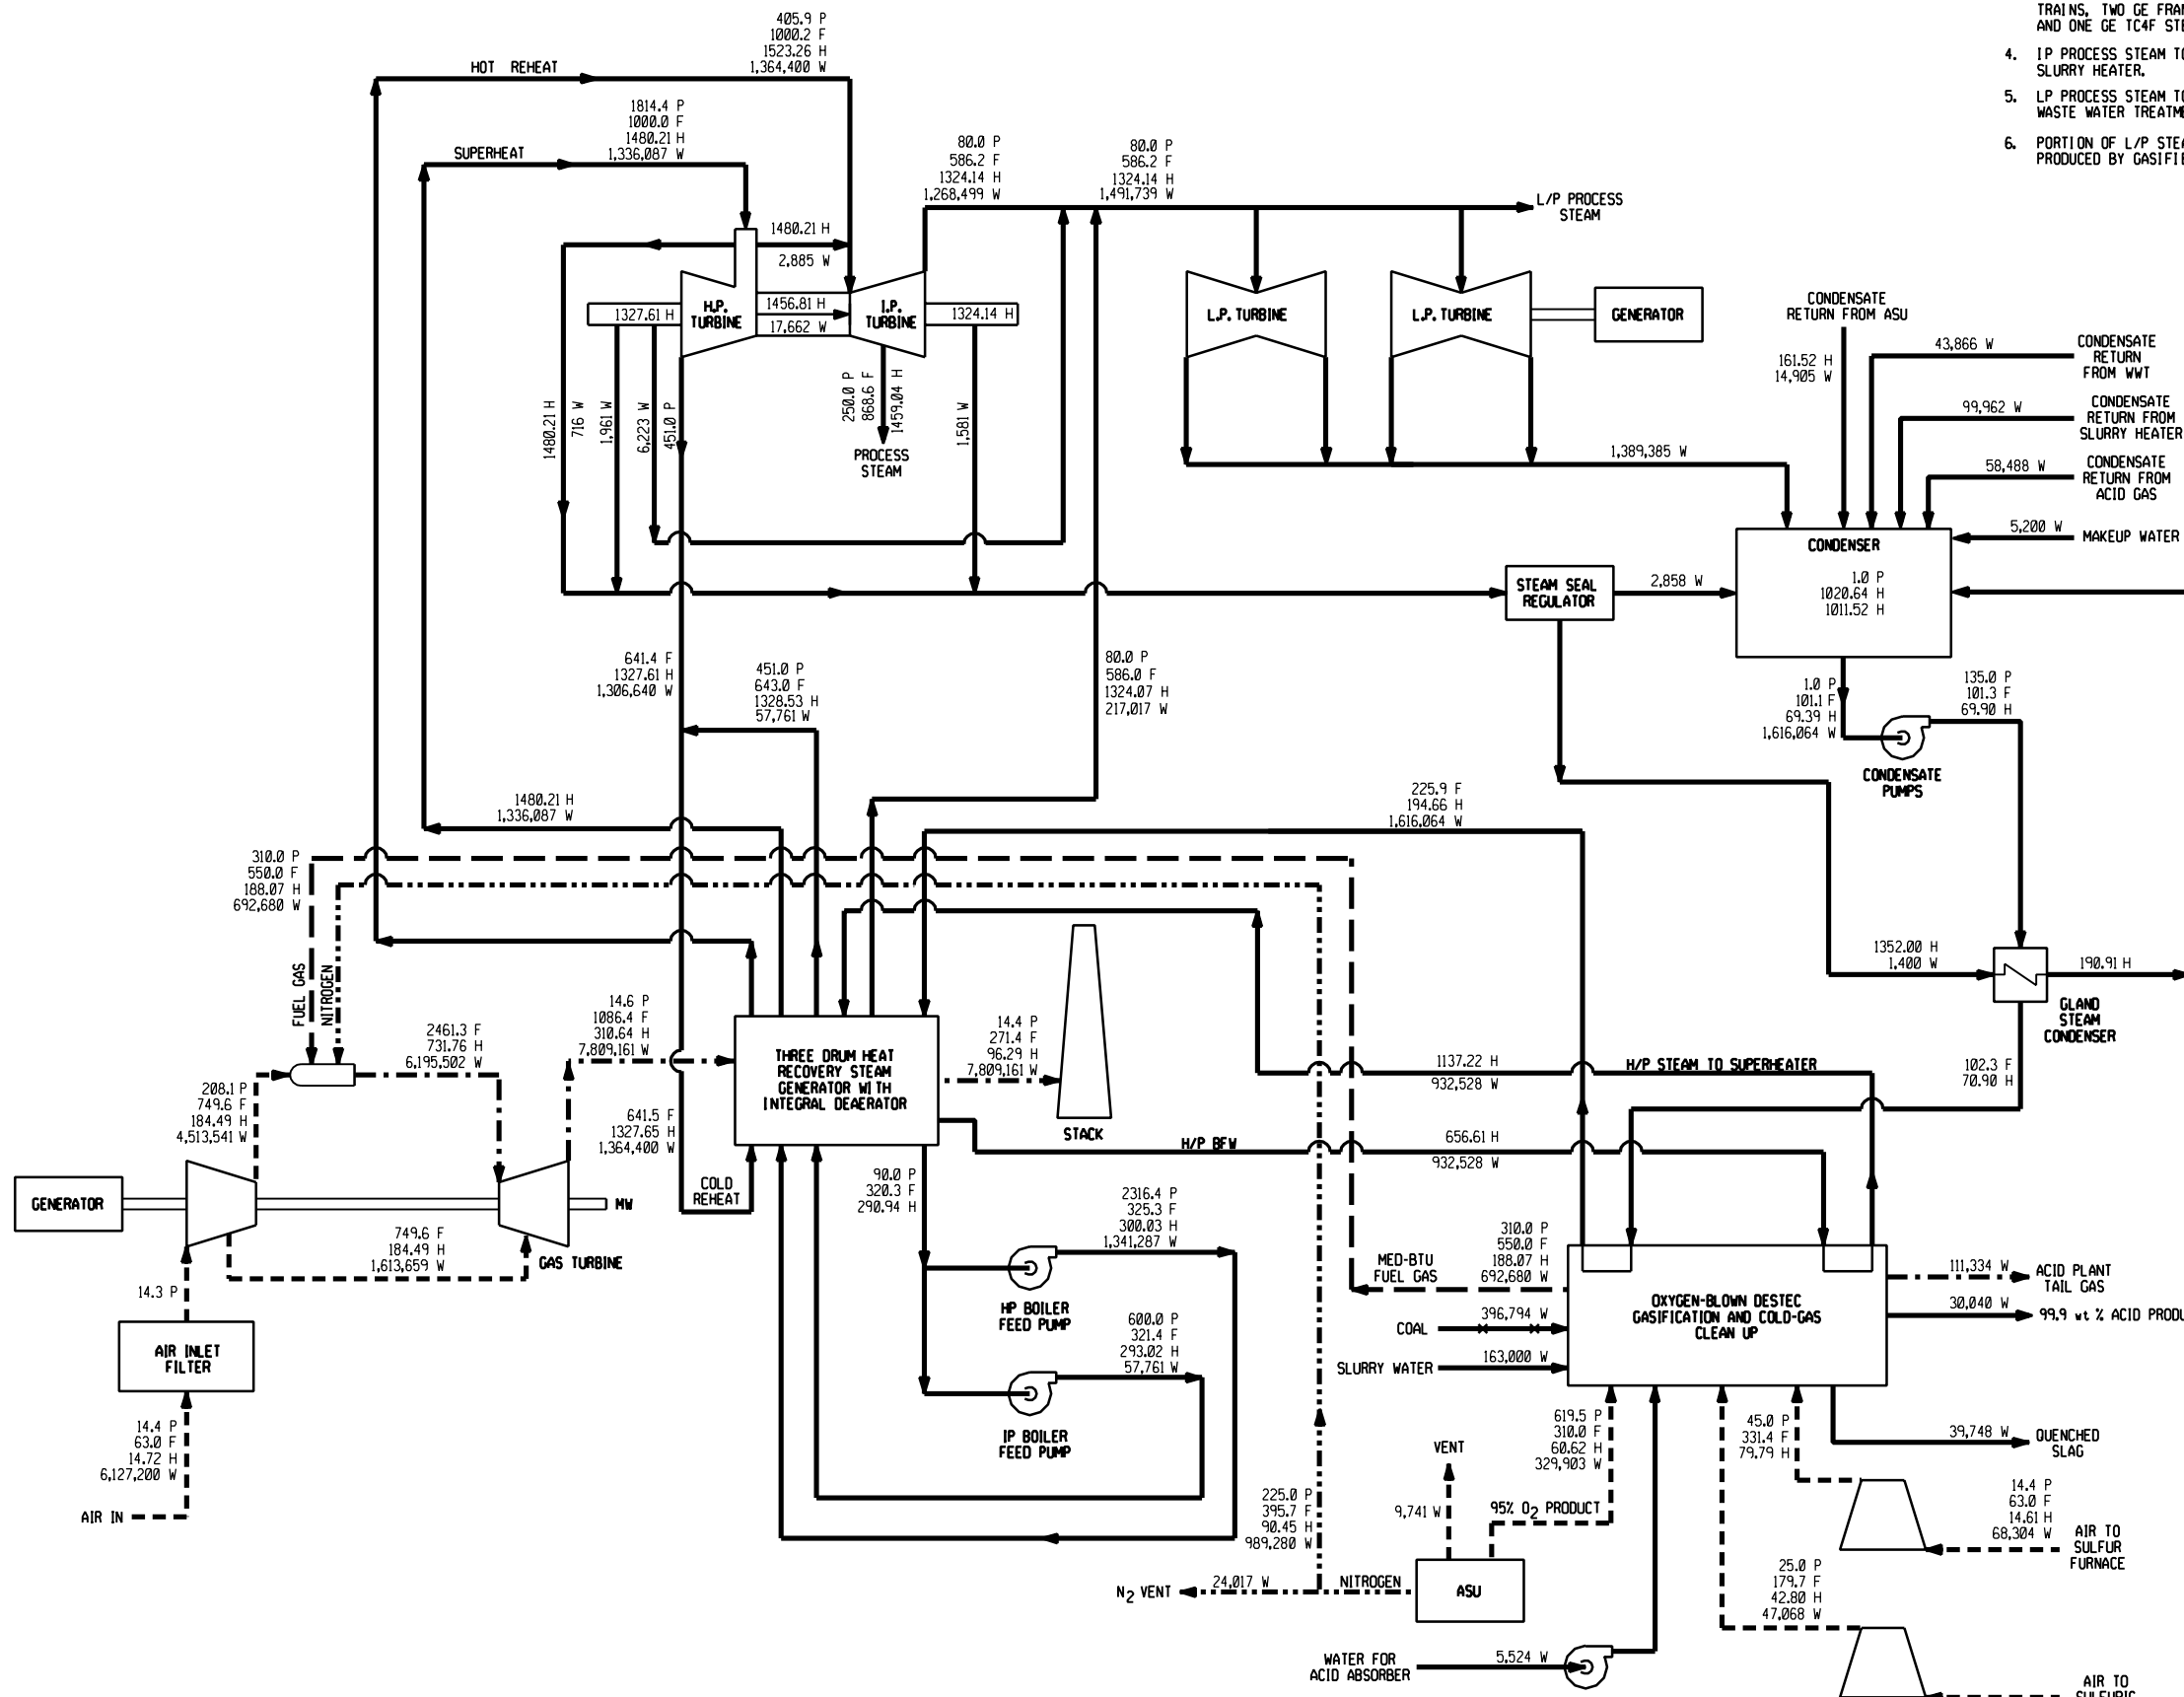 TRAINS, TWO GE FRA
AND ONE GE TC4F STE
4. IP PROCESS STEAM TO
SLURRY HEATER.
5. LP PROCESS STEAM TO
WASTE WATER TREATM
6. PORTION OF L/P STEA
PRODUCED BY GASIFIE
405.9 P
1000.2 F
1523.26 H
1,364,400 W
HOT REHEAT
1814.4 P
1000.0 F
1480.21 H
1,336,087 W
SUPERHEAT
80.0 P
586.2 F
1324.14 H
1,268,499 W
80.0 P
586.2 F
1324.14 H
1,491,739 W
L/P PROCESS
STEAM
1480.21 H
2,885 W
1327.61 H
H.P.
TURBINE
1456.81 H
17,662 W
I.P.
TURBINE
1324.14 H
L.P. TURBINE
L.P. TURBINE
GENERATOR
CONDENSATE
RETURN FROM ASU
161.52 H
14,905 W
43,866 W
CONDENSATE
RETURN
FROM WWT
99,962 W
CONDENSATE
RETURN FROM
SLURRY HEATER
58,488 W
CONDENSATE
RETURN FROM
ACID GAS
5,200 W
MAKEUP WATER
1480.21 H
716 W
1,961 W
6,223 W
451.0 P
250.0 P
868.6 F
1459.04 H
PROCESS
STEAM
1,581 W
1,389,385 W
CONDENSER
1.0 P
1020.64 H
1011.52 H
STEAM SEAL
REGULATOR
2,858 W
641.4 F
1327.61 H
1,306,640 W
451.0 P
643.0 F
1328.53 H
57,761 W
80.0 P
586.0 F
1324.07 H
217,017 W
1.0 P
101.1 F
69.39 H
1,616,064 W
135.0 P
101.3 F
69.90 H
CONDENSATE
PUMPS
1480.21 H
1,336,087 W
225.9 F
194.66 H
1,616,064 W
310.0 P
550.0 F
188.07 H
692,680 W
FUEL GAS
NITROGEN
1352.00 H
1,400 W
190.91 H
GLAND
STEAM
CONDENSER
2461.3 F
731.76 H
6,195,502 W
14.6 P
1086.4 F
310.64 H
7,809,161 W
THREE DRUM HEAT
RECOVERY STEAM
GENERATOR WITH
INTEGRAL DEAERATOR
14.4 P
271.4 F
96.29 H
7,809,161 W
STACK
1137.22 H
932,528 W
H/P STEAM TO SUPERHEATER
102.3 F
70.90 H
208.1 P
749.6 F
184.49 H
4,513,541 W
641.5 F
1327.65 H
1,364,400 W
H/P BFW
656.61 H
932,528 W
GENERATOR
MW
COLD
REHEAT
90.0 P
320.3 F
290.94 H
2316.4 P
325.3 F
300.03 H
1,341,287 W
749.6 F
184.49 H
1,613,659 W
GAS TURBINE
14.3 P
HP BOILER
FEED PUMP
MED-BTU
FUEL GAS
310.0 P
550.0 F
188.07 H
692,680 W
OXYGEN-BLOWN DESTEC
GASIFICATION AND COLD-GAS
CLEAN UP
111,334 W
ACID PLANT
TAIL GAS
30,040 W
99.9 wt % ACID PRODU
COAL
396,794 W
SLURRY WATER
163,000 W
AIR INLET
FILTER
600.0 P
321.4 F
293.02 H
57,761 W
IP BOILER
FEED PUMP
14.4 P
63.0 F
14.72 H
6,127,200 W
AIR IN
619.5 P
310.0 F
60.62 H
329,903 W
45.0 P
331.4 F
79.79 H
39,748 W
QUENCHED
SLAG
VENT
9,741 W
95% O2 PRODUCT
225.0 P
395.7 F
90.45 H
989,280 W
14.4 P
63.0 F
14.61 H
68,304 W
AIR TO
SULFUR
FURNACE
N2 VENT
24,017 W
NITROGEN
ASU
25.0 P
179.7 F
42.80 H
47,068 W
WATER FOR
ACID ABSORBER
5,524 W
AIR TO